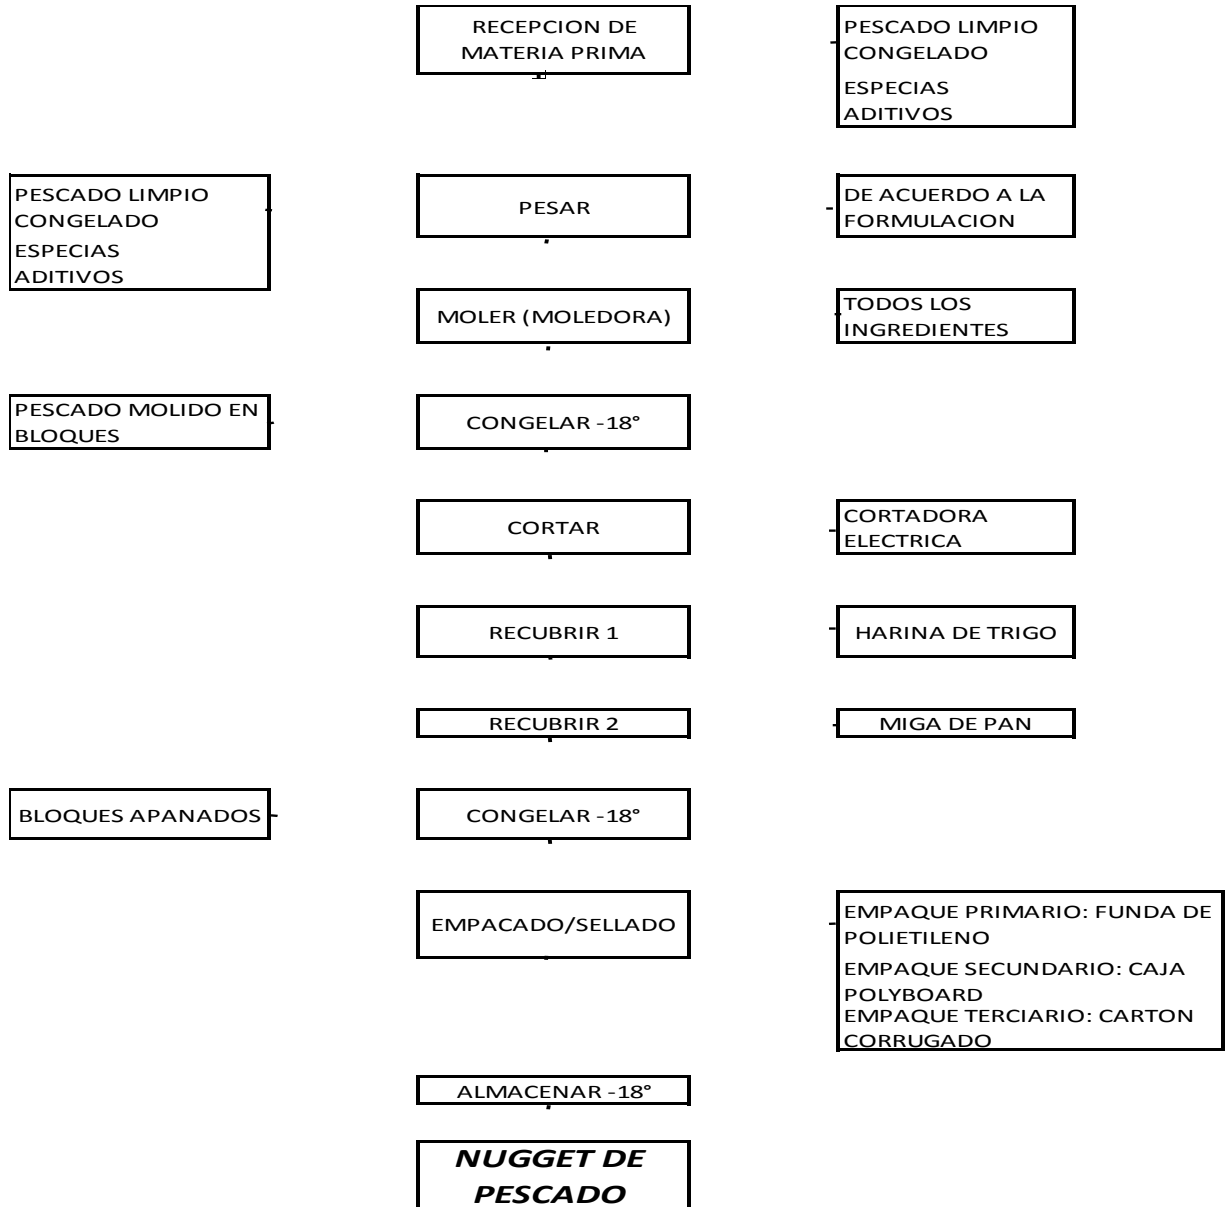 RECEPCION DE
MATERIA PRIMA
PESCADO LIMPIO
CONGELADO
ESPECIAS
ADITIVOS
PESCADO LIMPIO
CONGELADO
ESPECIAS
ADITIVOS
PESAR
DE ACUERDO A LA
FORMULACION
MOLER (MOLEDORA)
TODOS LOS
INGREDIENTES
PESCADO MOLIDO EN
BLOQUES
CONGELAR -18°
CORTAR
CORTADORA
ELECTRICA
RECUBRIR 1
HARINA DE TRIGO
RECUBRIR 2
MIGA DE PAN
BLOQUES APANADOS
CONGELAR -18°
EMPACADO/SELLADO
EMPAQUE PRIMARIO: FUNDA DE
POLIETILENO
EMPAQUE SECUNDARIO: CAJA
POLYBOARD
EMPAQUE TERCIARIO: CARTON
CORRUGADO
ALMACENAR -18°
NUGGET DE
PESCADO